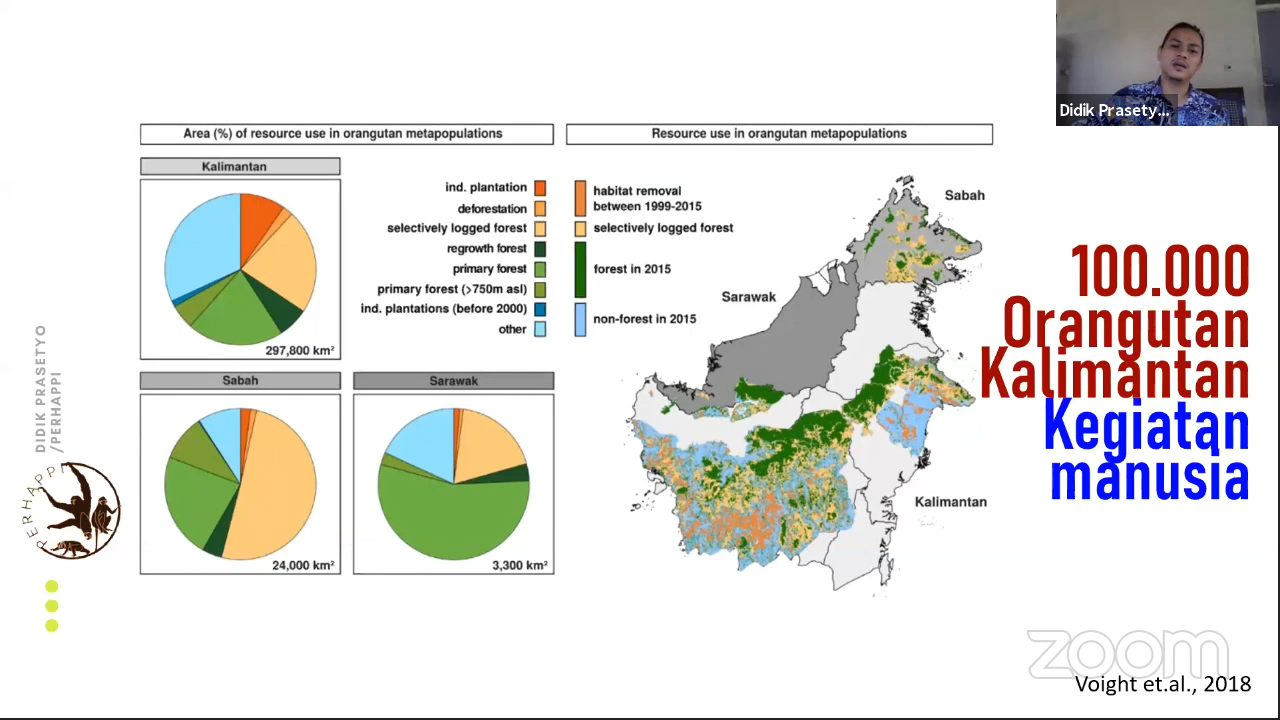 Didik Prasety...
Area (%) of resource use in orangutan metapopulations
Resource use in orangutan metapopulations
Kalimantan
297,800 km²
ind. plantation
deforestation
selectively logged forest
regrowth forest
primary forest
primary forest (>750m asl)
ind. plantations (before 2000)
other
habitat removal
between 1999-2015
selectively logged forest
forest in 2015
non-forest in 2015
Sabah
Sarawak
Kalimantan
Sabah
24,000 km²
Sarawak
3,300 km²
100.000
Orangutan
Kalimantan
Kegiatan
manusia
DIDIK PRASETYO
/PERHAPPI
PERHAPPI
zoom
Voight et.al., 2018